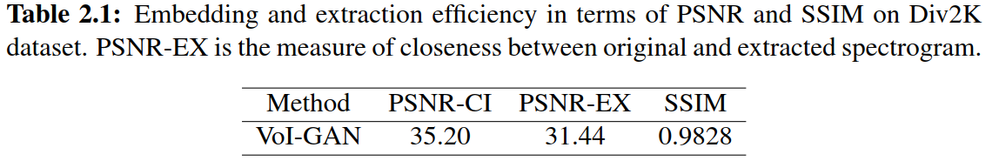 Table 2.1: Embedding and extraction efficiency in terms of PSNR and SSIM on Div2K
dataset. PSNR-EX is the measure of closeness between original and extracted spectrogram.
Method PSNR-CI PSNR-EX SSIM
VoI-GAN 35.20 31.44 0.9828